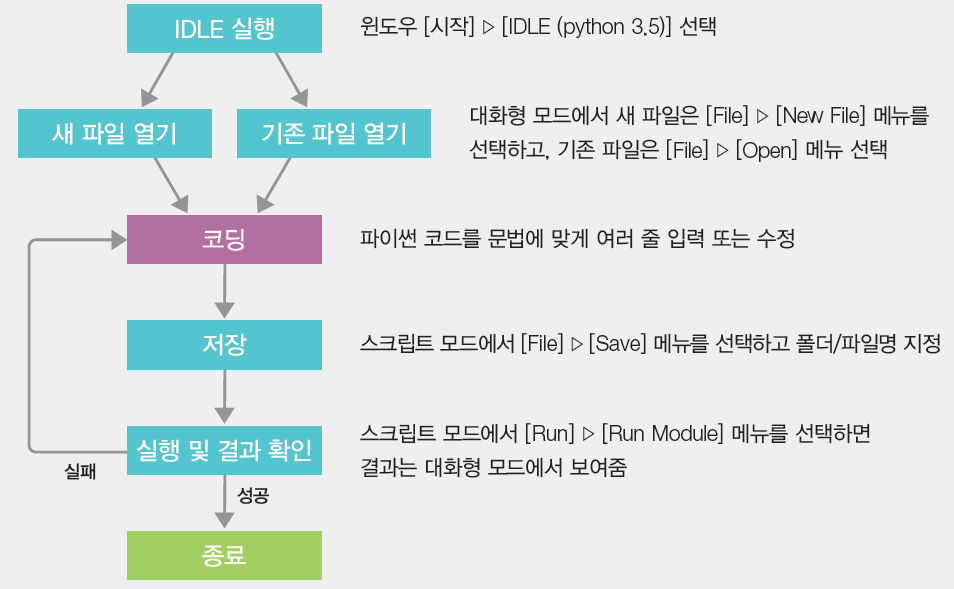 IDLE 실행
윈도우 [시작] ▷ [IDLE (python 3.5)] 선택
새 파일 열기
기존 파일 열기
대화형 모드에서 새 파일은 [File] ▷ [New File] 메뉴를
선택하고, 기존 파일은 [File] ▷ [Open] 메뉴 선택
코딩
파이썬 코드를 문법에 맞게 여러 줄 입력 또는 수정
저장
스크립트 모드에서 [File] ▷ [Save] 메뉴를 선택하고 폴더/파일명 지정
실행 및 결과 확인
스크립트 모드에서 [Run] ▷ [Run Module] 메뉴를 선택하면
결과는 대화형 모드에서 보여줌
실패
성공
종료